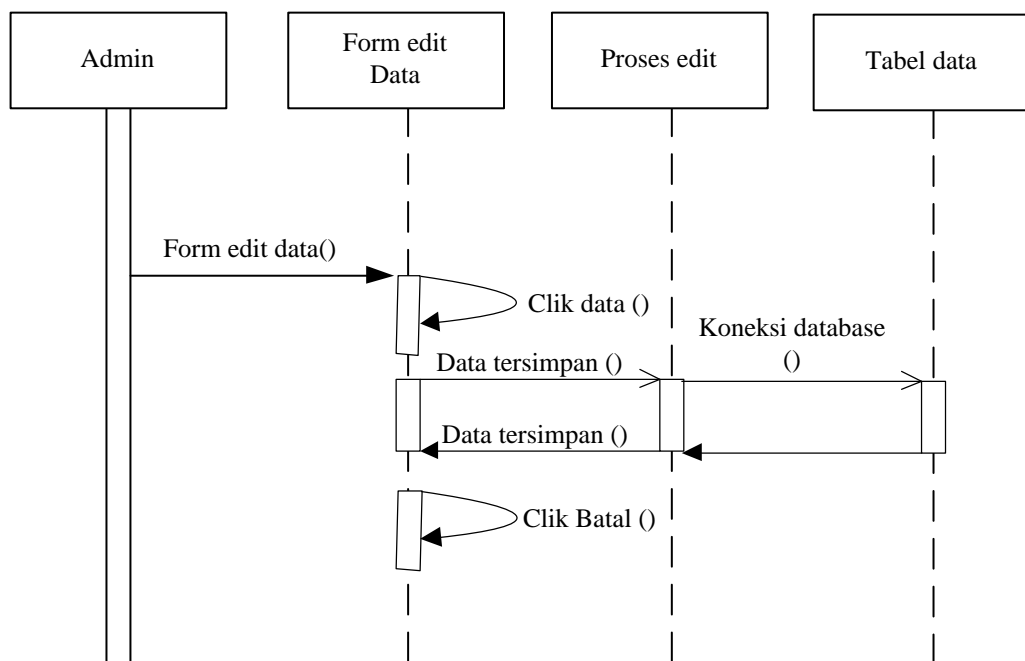 Admin
Form edit
Data
Proses edit
Tabel data
Form edit data()
Clik data ()
Koneksi database
()
Data tersimpan ()
Data tersimpan ()
Clik Batal ()